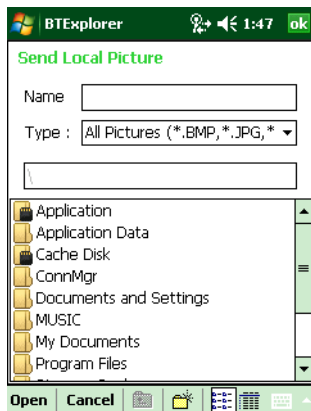 BTExplorer 1:47 ok
Send Local Picture
Name
Type : All Pictures (*.BMP,*.JPG,*
\
Application
Application Data
Cache Disk
ConnMgr
Documents and Settings
MUSIC
My Documents
Program Files
Open Cancel